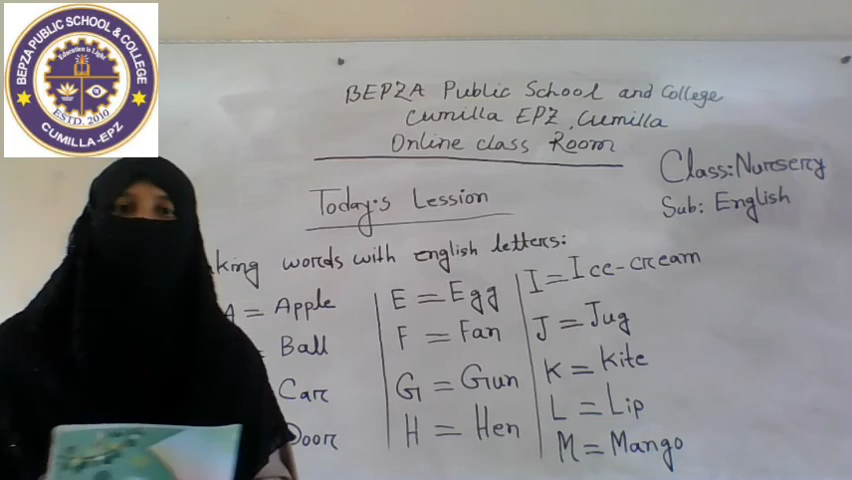 BEPZA PUBLIC SCHOOL & COLLEGE
Education is Light
ESTD. 2010
CUMILLA-EPZ
BEPZA Public School and College
Cumilla EPZ, Cumilla
Online class Room
Class: Nursery
Sub: English
Today's Lession
king words with english letters:
A = Apple
= Ball
Car
Door
E = Egg
F = Fan
G = Gun
H = Hen
I = Ice-cream
J = Jug
K = Kite
L = Lip
M = Mango